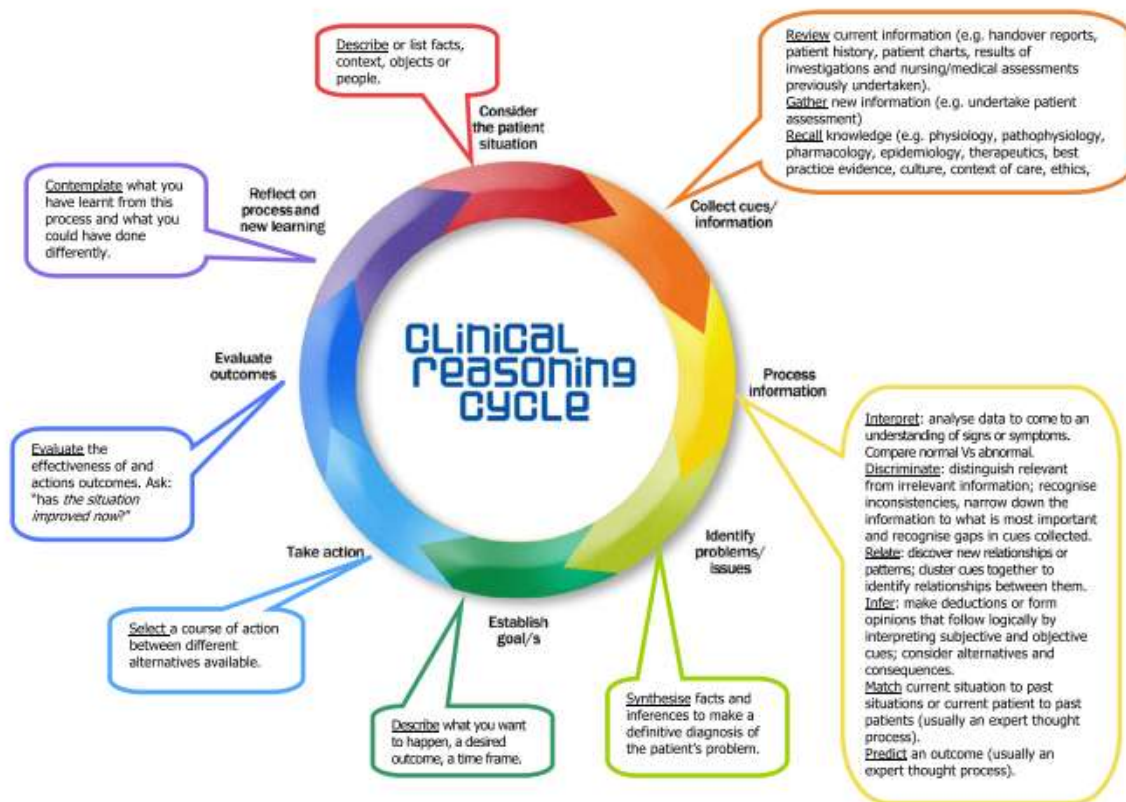 Describe or list facts,
context, objects or
people.
Consider
the patient
situation
Review current information (e.g. handover reports,
patient history, patient charts, results of
investigations and nursing/medical assessments
previously undertaken).
Gather new information (e.g. undertake patient
assessment)
Recall knowledge (e.g. physiology, pathophysiology,
pharmacology, epidemiology, therapeutics, best
practice evidence, culture, context of care, ethics,
Collect cues/
information
Process
information
Interpret: analyse data to come to an
understanding of signs or symptoms.
Compare normal Vs abnormal.
Discriminate: distinguish relevant
from irrelevant information; recognise
inconsistencies, narrow down the
information to what is most important
and recognise gaps in cues collected.
Relate: discover new relationships or
patterns; cluster cues together to
identify relationships between them.
Infer: make deductions or form
opinions that follow logically by
interpreting subjective and objective
cues; consider alternatives and
consequences.
Match current situation to past
situations or current patient to past
patients (usually an expert thought
process).
Predict an outcome (usually an
expert thought process).
Identify
problems/
issues
Synthesise facts and
inferences to make a
definitive diagnosis of
the patient's problem.
Establish
goal/s
Describe what you want
to happen, a desired
outcome, a time frame.
Take action
Select a course of action
between different
alternatives available.
Evaluate
outcomes
Evaluate the
effectiveness of and
actions outcomes. Ask:
"has the situation
improved now?"
Reflect on
process and
new learning
Contemplate what you
have learnt from this
process and what you
could have done
differently.
CLiNiCAL
reasoning
CYCLE